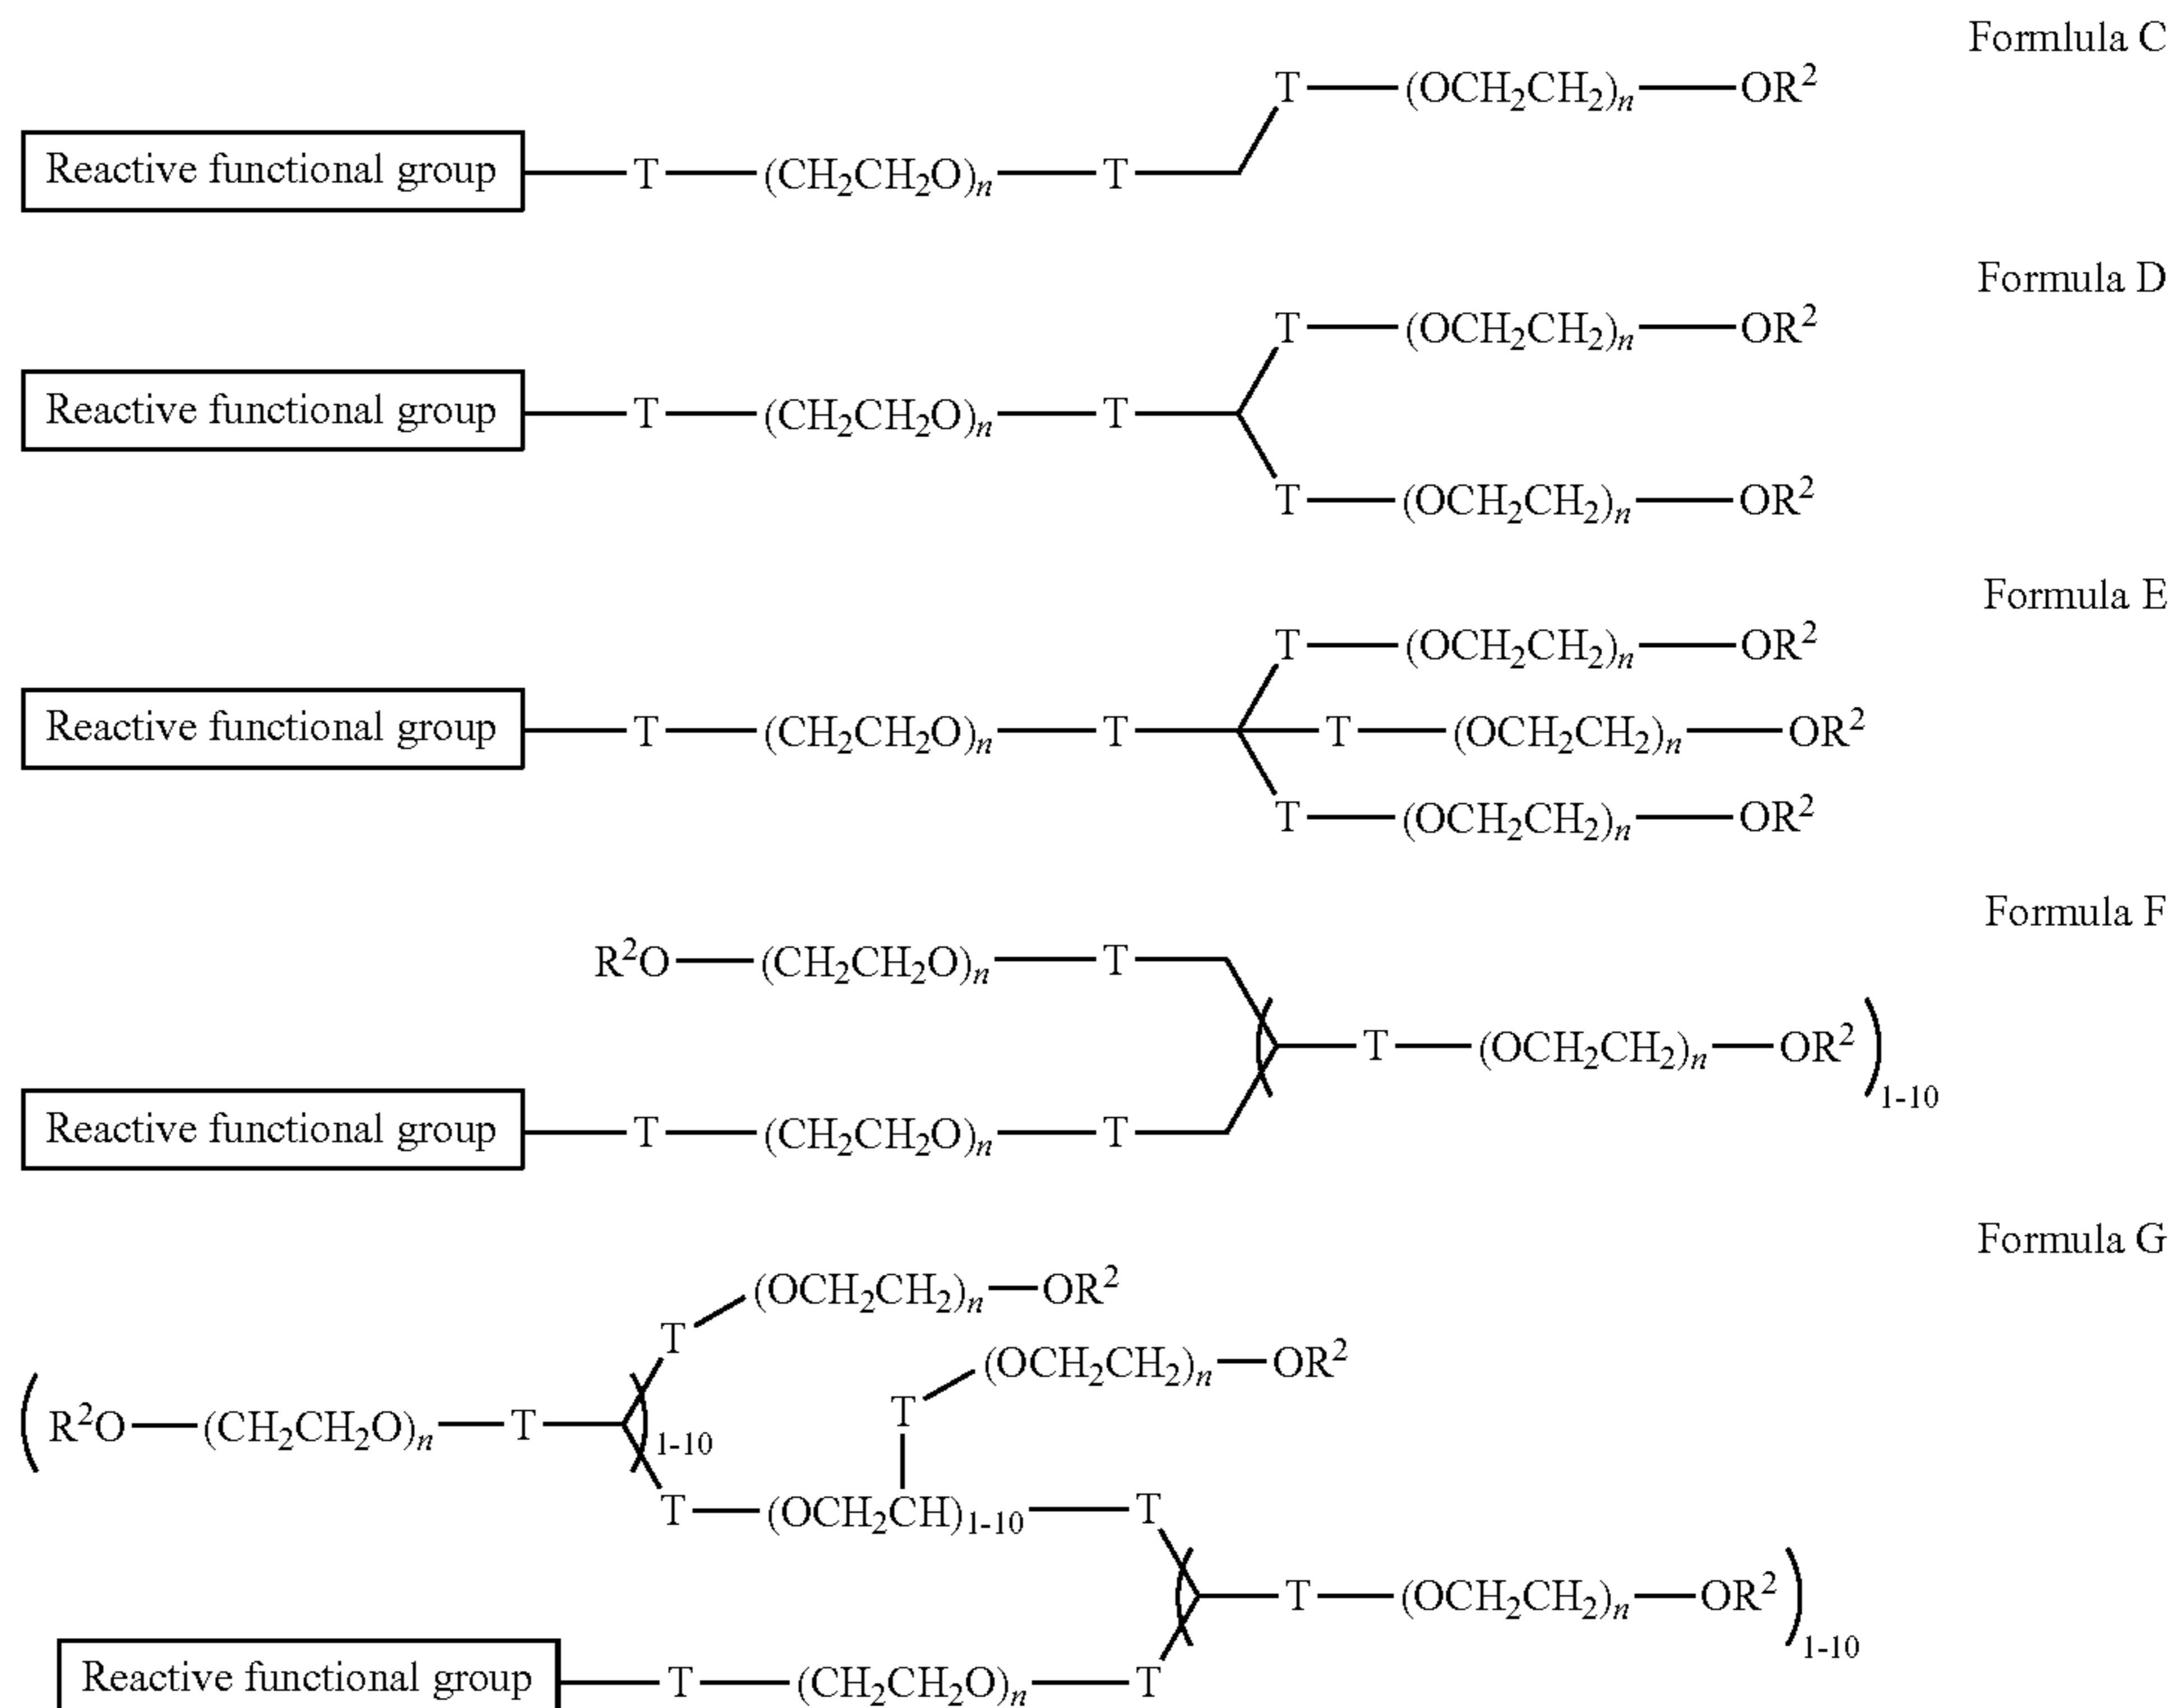 Formlula C
T—(OCH₂CH₂)ₙ—OR²
Reactive functional group—T—(CH₂CH₂O)ₙ—T
Formula D
T—(OCH₂CH₂)ₙ—OR²
Reactive functional group—T—(CH₂CH₂O)ₙ—T
T—(OCH₂CH₂)ₙ—OR²
Formula E
T—(OCH₂CH₂)ₙ—OR²
Reactive functional group—T—(CH₂CH₂O)ₙ—T—T—(OCH₂CH₂)ₙ—OR²
T—(OCH₂CH₂)ₙ—OR²
Formula F
R²O—(CH₂CH₂O)ₙ—T
(—T—(OCH₂CH₂)ₙ—OR²)₁₋₁₀
Reactive functional group—T—(CH₂CH₂O)ₙ—T
Formula G
(OCH₂CH₂)ₙ—OR²
T
(OCH₂CH₂)ₙ—OR²
T
(R²O—(CH₂CH₂O)ₙ—T—)₁₋₁₀
T—(OCH₂CH)₁₋₁₀—T
(—T—(OCH₂CH₂)ₙ—OR²)₁₋₁₀
Reactive functional group—T—(CH₂CH₂O)ₙ—T